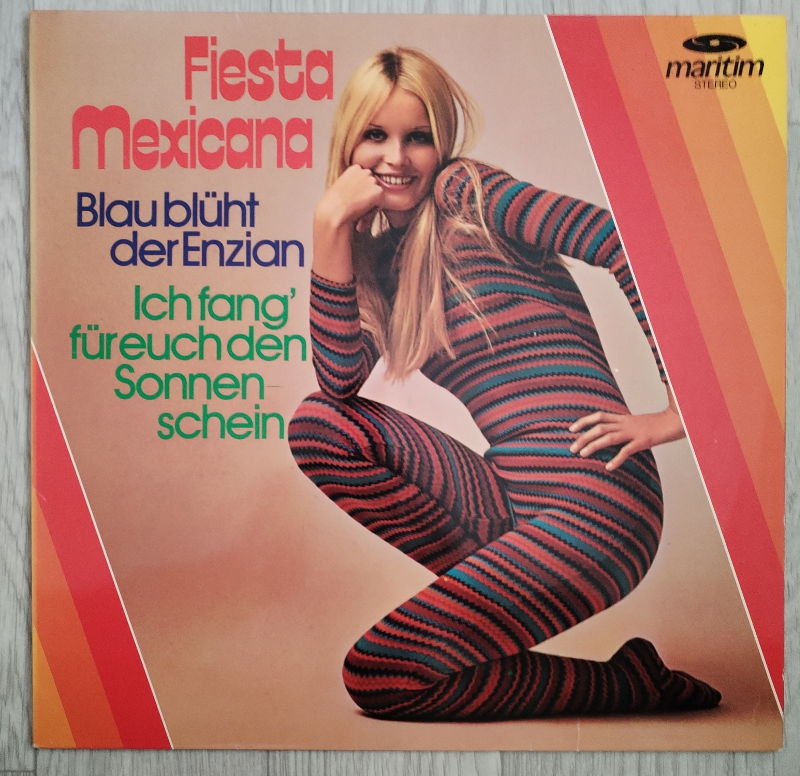 Fiesta
Mexicana
Blau blüht
der Enzian
Ich fang'
für euch den
Sonnen-
schein
maritim
STEREO